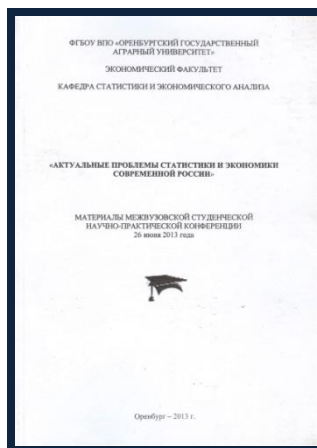 ФГБОУ ВПО «ОРЕНБУРГСКИЙ ГОСУДАРСТВЕННЫЙ
АГРАРНЫЙ УНИВЕРСИТЕТ»
ЭКОНОМИЧЕСКИЙ ФАКУЛЬТЕТ
КАФЕДРА СТАТИСТИКИ И ЭКОНОМИЧЕСКОГО АНАЛИЗА
«АКТУАЛЬНЫЕ ПРОБЛЕМЫ СТАТИСТИКИ И ЭКОНОМИКИ
СОВРЕМЕННОЙ РОССИИ»
МАТЕРИАЛЫ МЕЖВУЗОВСКОЙ СТУДЕНЧЕСКОЙ
НАУЧНО-ПРАКТИЧЕСКОЙ КОНФЕРЕНЦИИ
26 июня 2013 года
Оренбург – 2013 г.